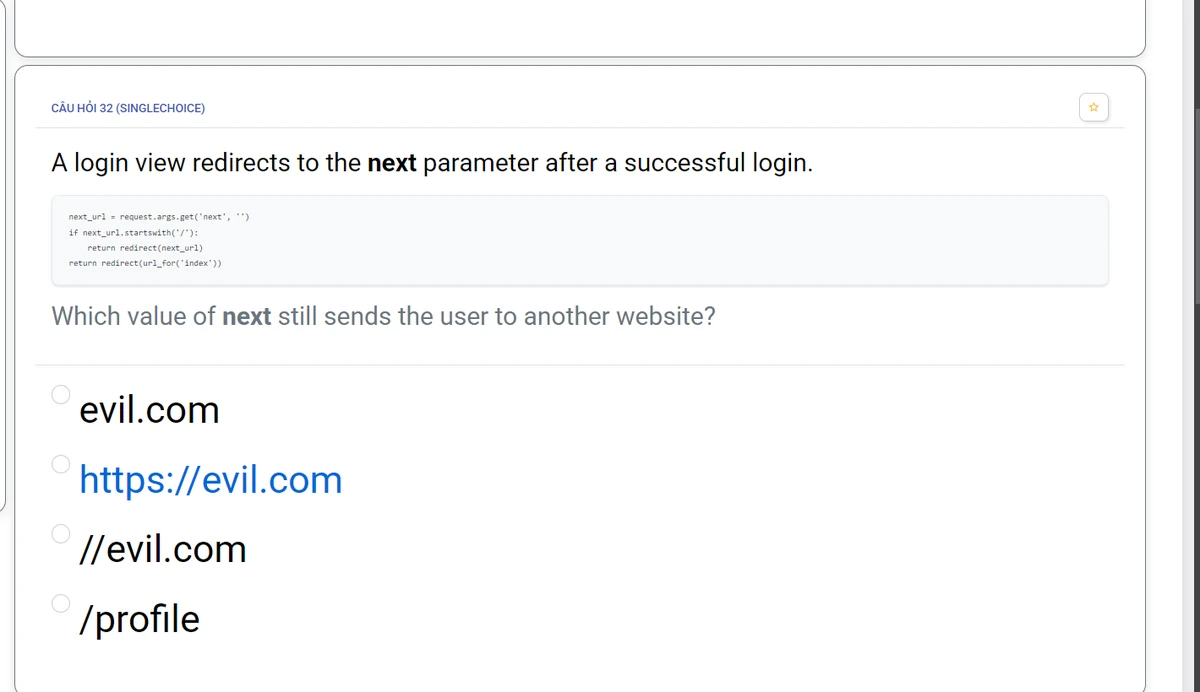 CÂU HỎI 32 (SINGLECHOICE)
A login view redirects to the next parameter after a successful login.
next_url = request.args.get('next', '')
if next_url.startswith('/'):
    return redirect(next_url)
return redirect(url_for('index'))
Which value of next still sends the user to another website?
evil.com
https://evil.com
//evil.com
/profile